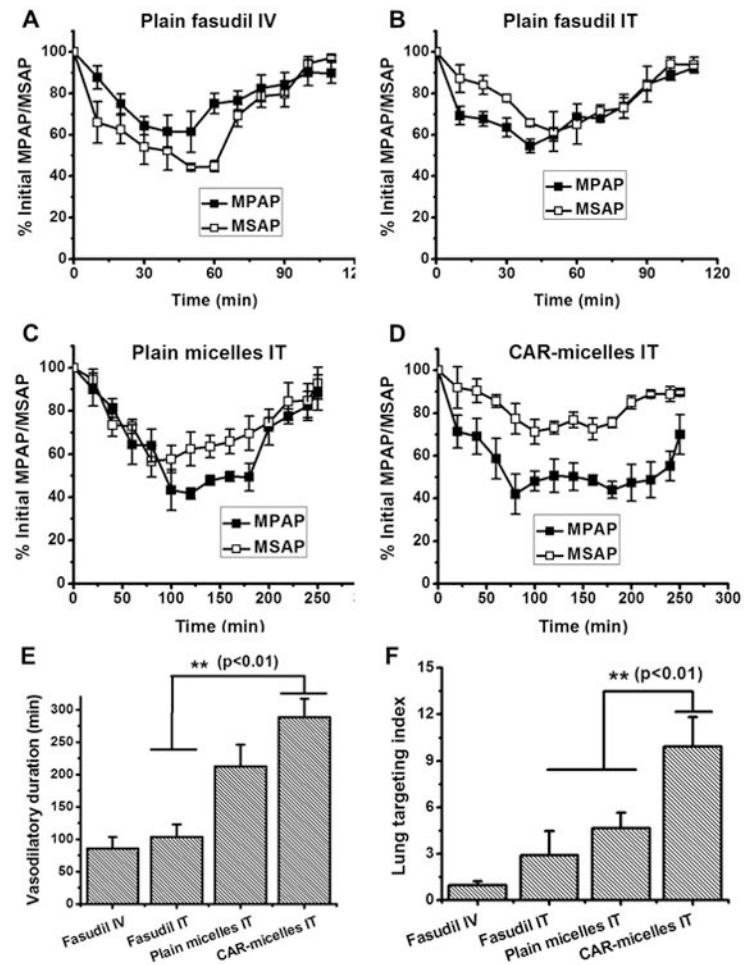 A
Plain fasudil IV
% Initial MPAP/MSAP
100
80
60
40
20
0
MPAP
MSAP
0 30 60 90 12
Time (min)
B
Plain fasudil IT
% Initial MPAP/MSAP
100
80
60
40
20
0
MPAP
MSAP
0 30 60 90 120
Time (min)
C
Plain micelles IT
% Initial MPAP/MSAP
100
80
60
40
20
0
MPAP
MSAP
0 50 100 150 200 250
Time (min)
D
CAR-micelles IT
% Initial MPAP/MSAP
100
80
60
40
20
0
MPAP
MSAP
0 50 100 150 200 250 300
Time (min)
E
** (p<0.01)
Vasodilatory duration (min)
300
250
200
150
100
50
0
Fasudil IV
Fasudil IT
Plain micelles IT
CAR-micelles IT
F
** (p<0.01)
Lung targeting index
15
12
9
6
3
0
Fasudil IV
Fasudil IT
Plain micelles IT
CAR-micelles IT